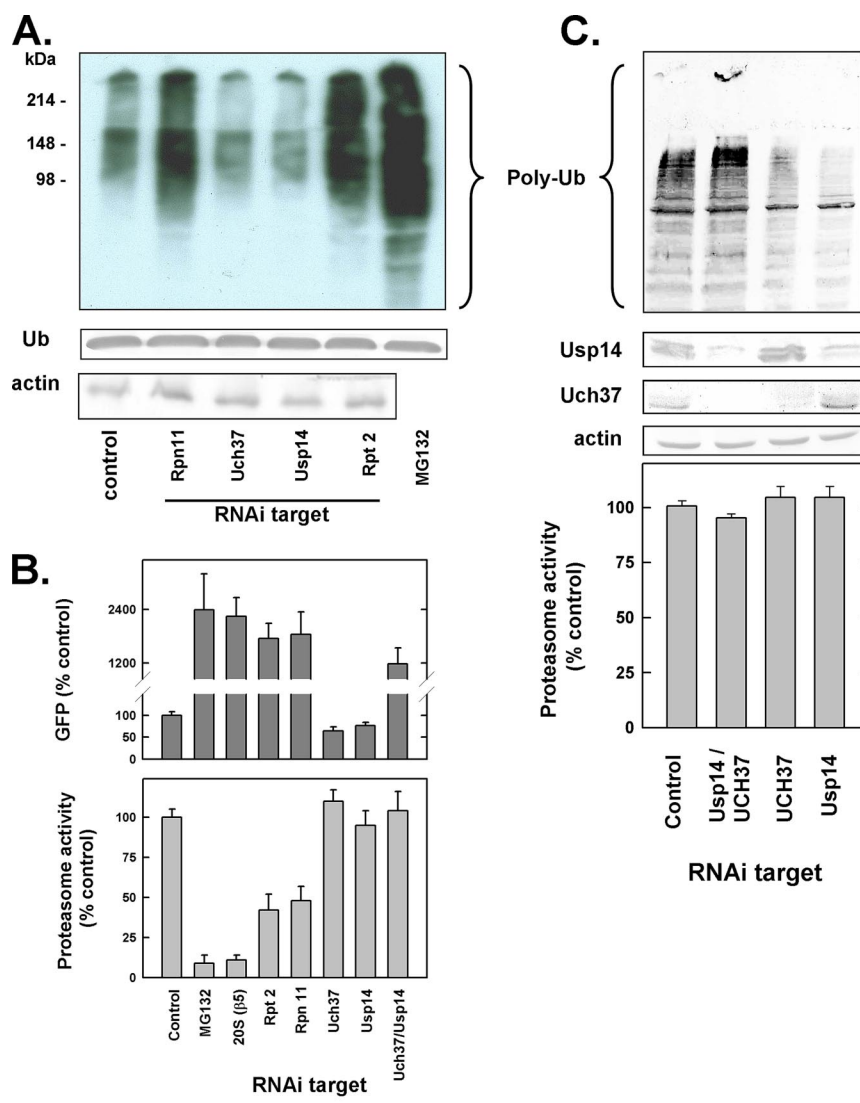 A.
kDa
214 -
148 -
98 -
Ub
actin
control
Rpn11
Uch37
Usp14
Rpt 2
MG132
RNAi target
Poly-Ub
B.
GFP (% control)
2400
1200
100
50
0
Proteasome activity
(% control)
100
75
50
25
0
Control
MG132
20S (β5)
Rpt 2
Rpn 11
Uch37
Usp14
Uch37/Usp14
RNAi target
C.
Usp14
Uch37
actin
Proteasome activity
(% control)
100
75
50
25
0
Control
Usp14 /
UCH37
UCH37
Usp14
RNAi target